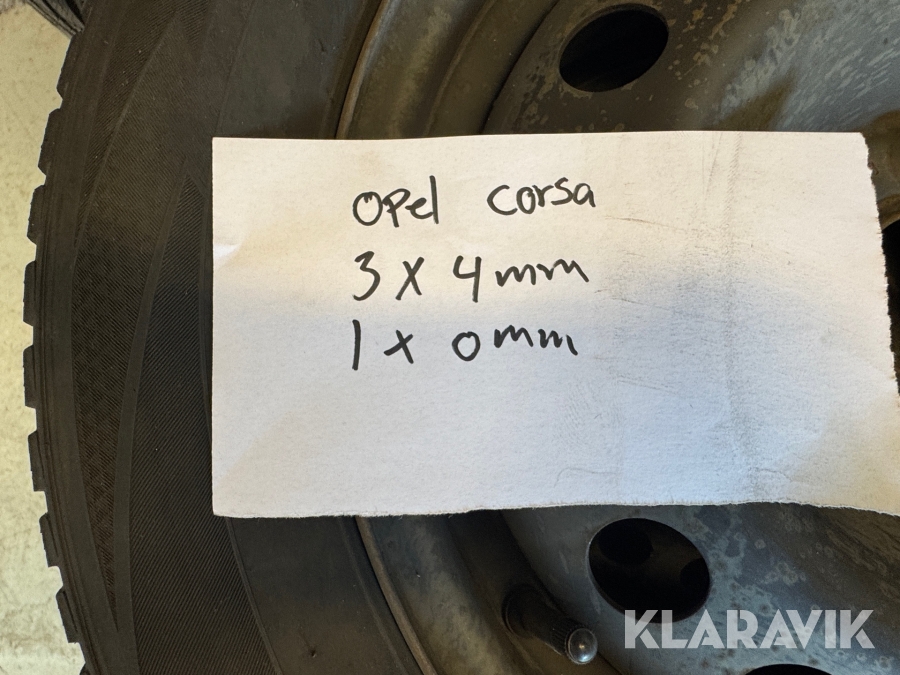 Opel corsa
3 x 4mm
1 x 0mm
KLARAVIK